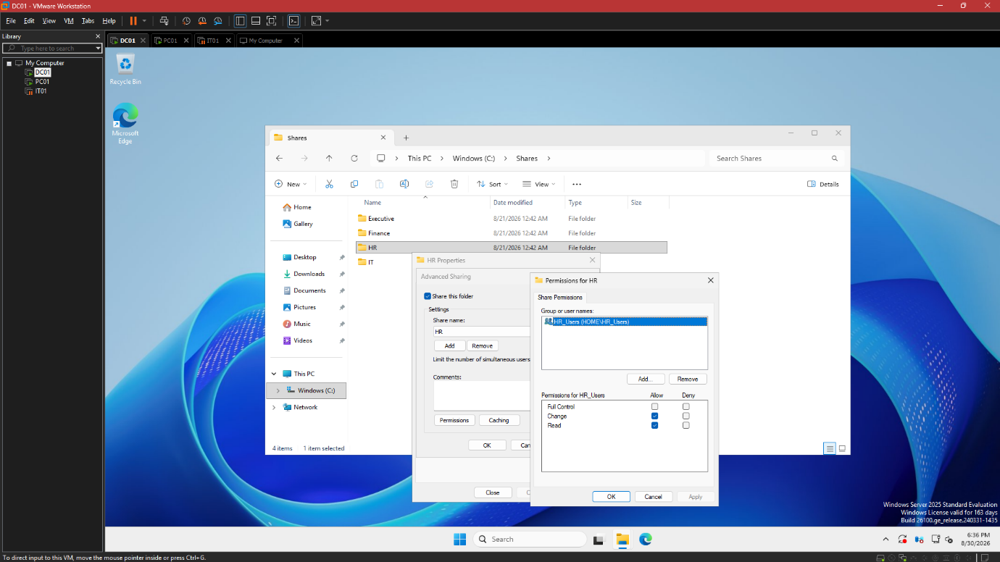 DC01 - VMware Workstation
File Edit View VM Tabs Help
Library
Type here to search
My Computer
DC01
PC01
IT01
DC01 PC01 IT01 My Computer
Recycle Bin
Microsoft
Edge
Shares
This PC Windows (C:) Shares
Search Shares
New Sort View Details
Name Date modified Type Size
Home
Gallery
Desktop
Downloads
Documents
Pictures
Music
Videos
This PC
Windows (C:)
Network
Executive 8/21/2026 12:42 AM File folder
Finance 8/21/2026 12:42 AM File folder
HR 8/21/2026 12:42 AM File folder
IT
4 items 1 item selected
HR Properties
Advanced Sharing
Share this folder
Settings
Share name:
HR
Add Remove
Limit the number of simultaneous users
Comments:
Permissions Caching
OK Can
Close C
Permissions for HR
Share Permissions
Group or user names:
HR_Users (HOME\HR_Users)
Add... Remove
Permissions for HR_Users Allow Deny
Full Control
Change
Read
OK Cancel Apply
Windows Server 2025 Standard Evaluation
Windows License valid for 163 days
Build 26100.ge_release.240331-1435
Search
6:36 PM
8/30/2026
To direct input to this VM, move the mouse pointer inside or press Ctrl+G.